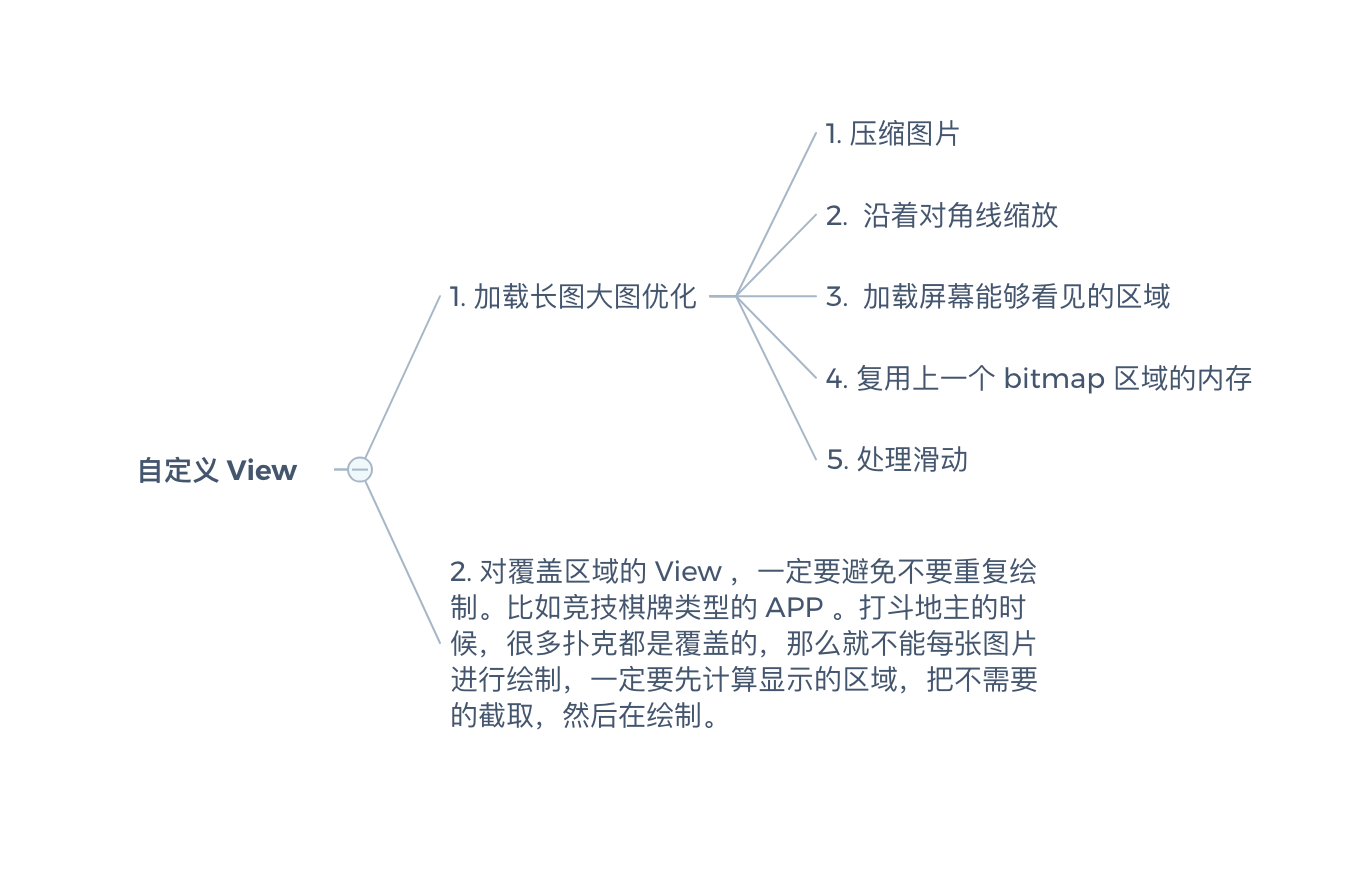 自定义 View
1. 加载长图大图优化
1. 压缩图片
2. 沿着对角线缩放
3. 加载屏幕能够看见的区域
4. 复用上一个 bitmap 区域的内存
5. 处理滑动
2. 对覆盖区域的 View ，一定要避免不要重复绘
制。比如竞技棋牌类型的 APP 。打斗地主的时
候，很多扑克都是覆盖的，那么就不能每张图片
进行绘制，一定要先计算显示的区域，把不需要
的截取，然后在绘制。